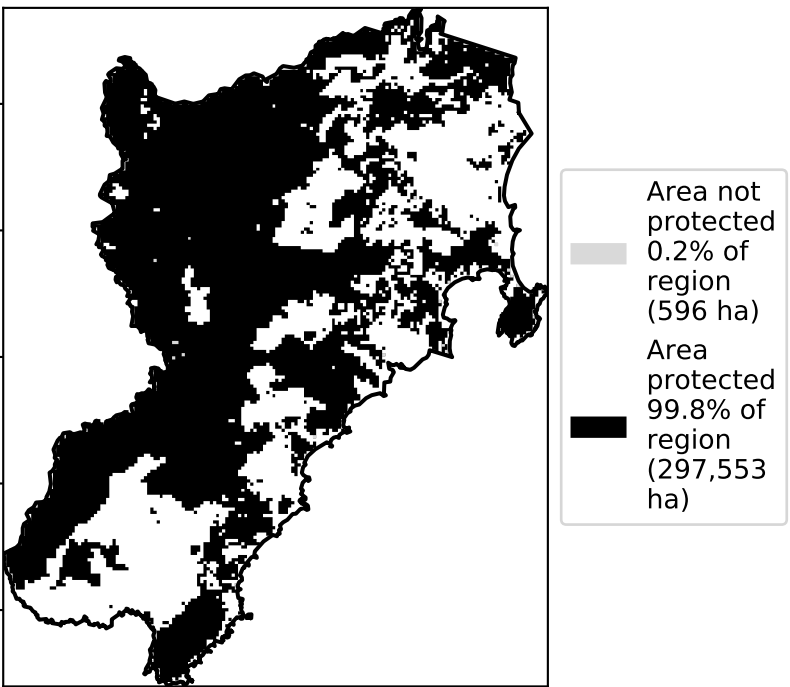 Area not
protected
0.2% of
region
(596 ha)
Area
protected
99.8% of
region
(297,553
ha)